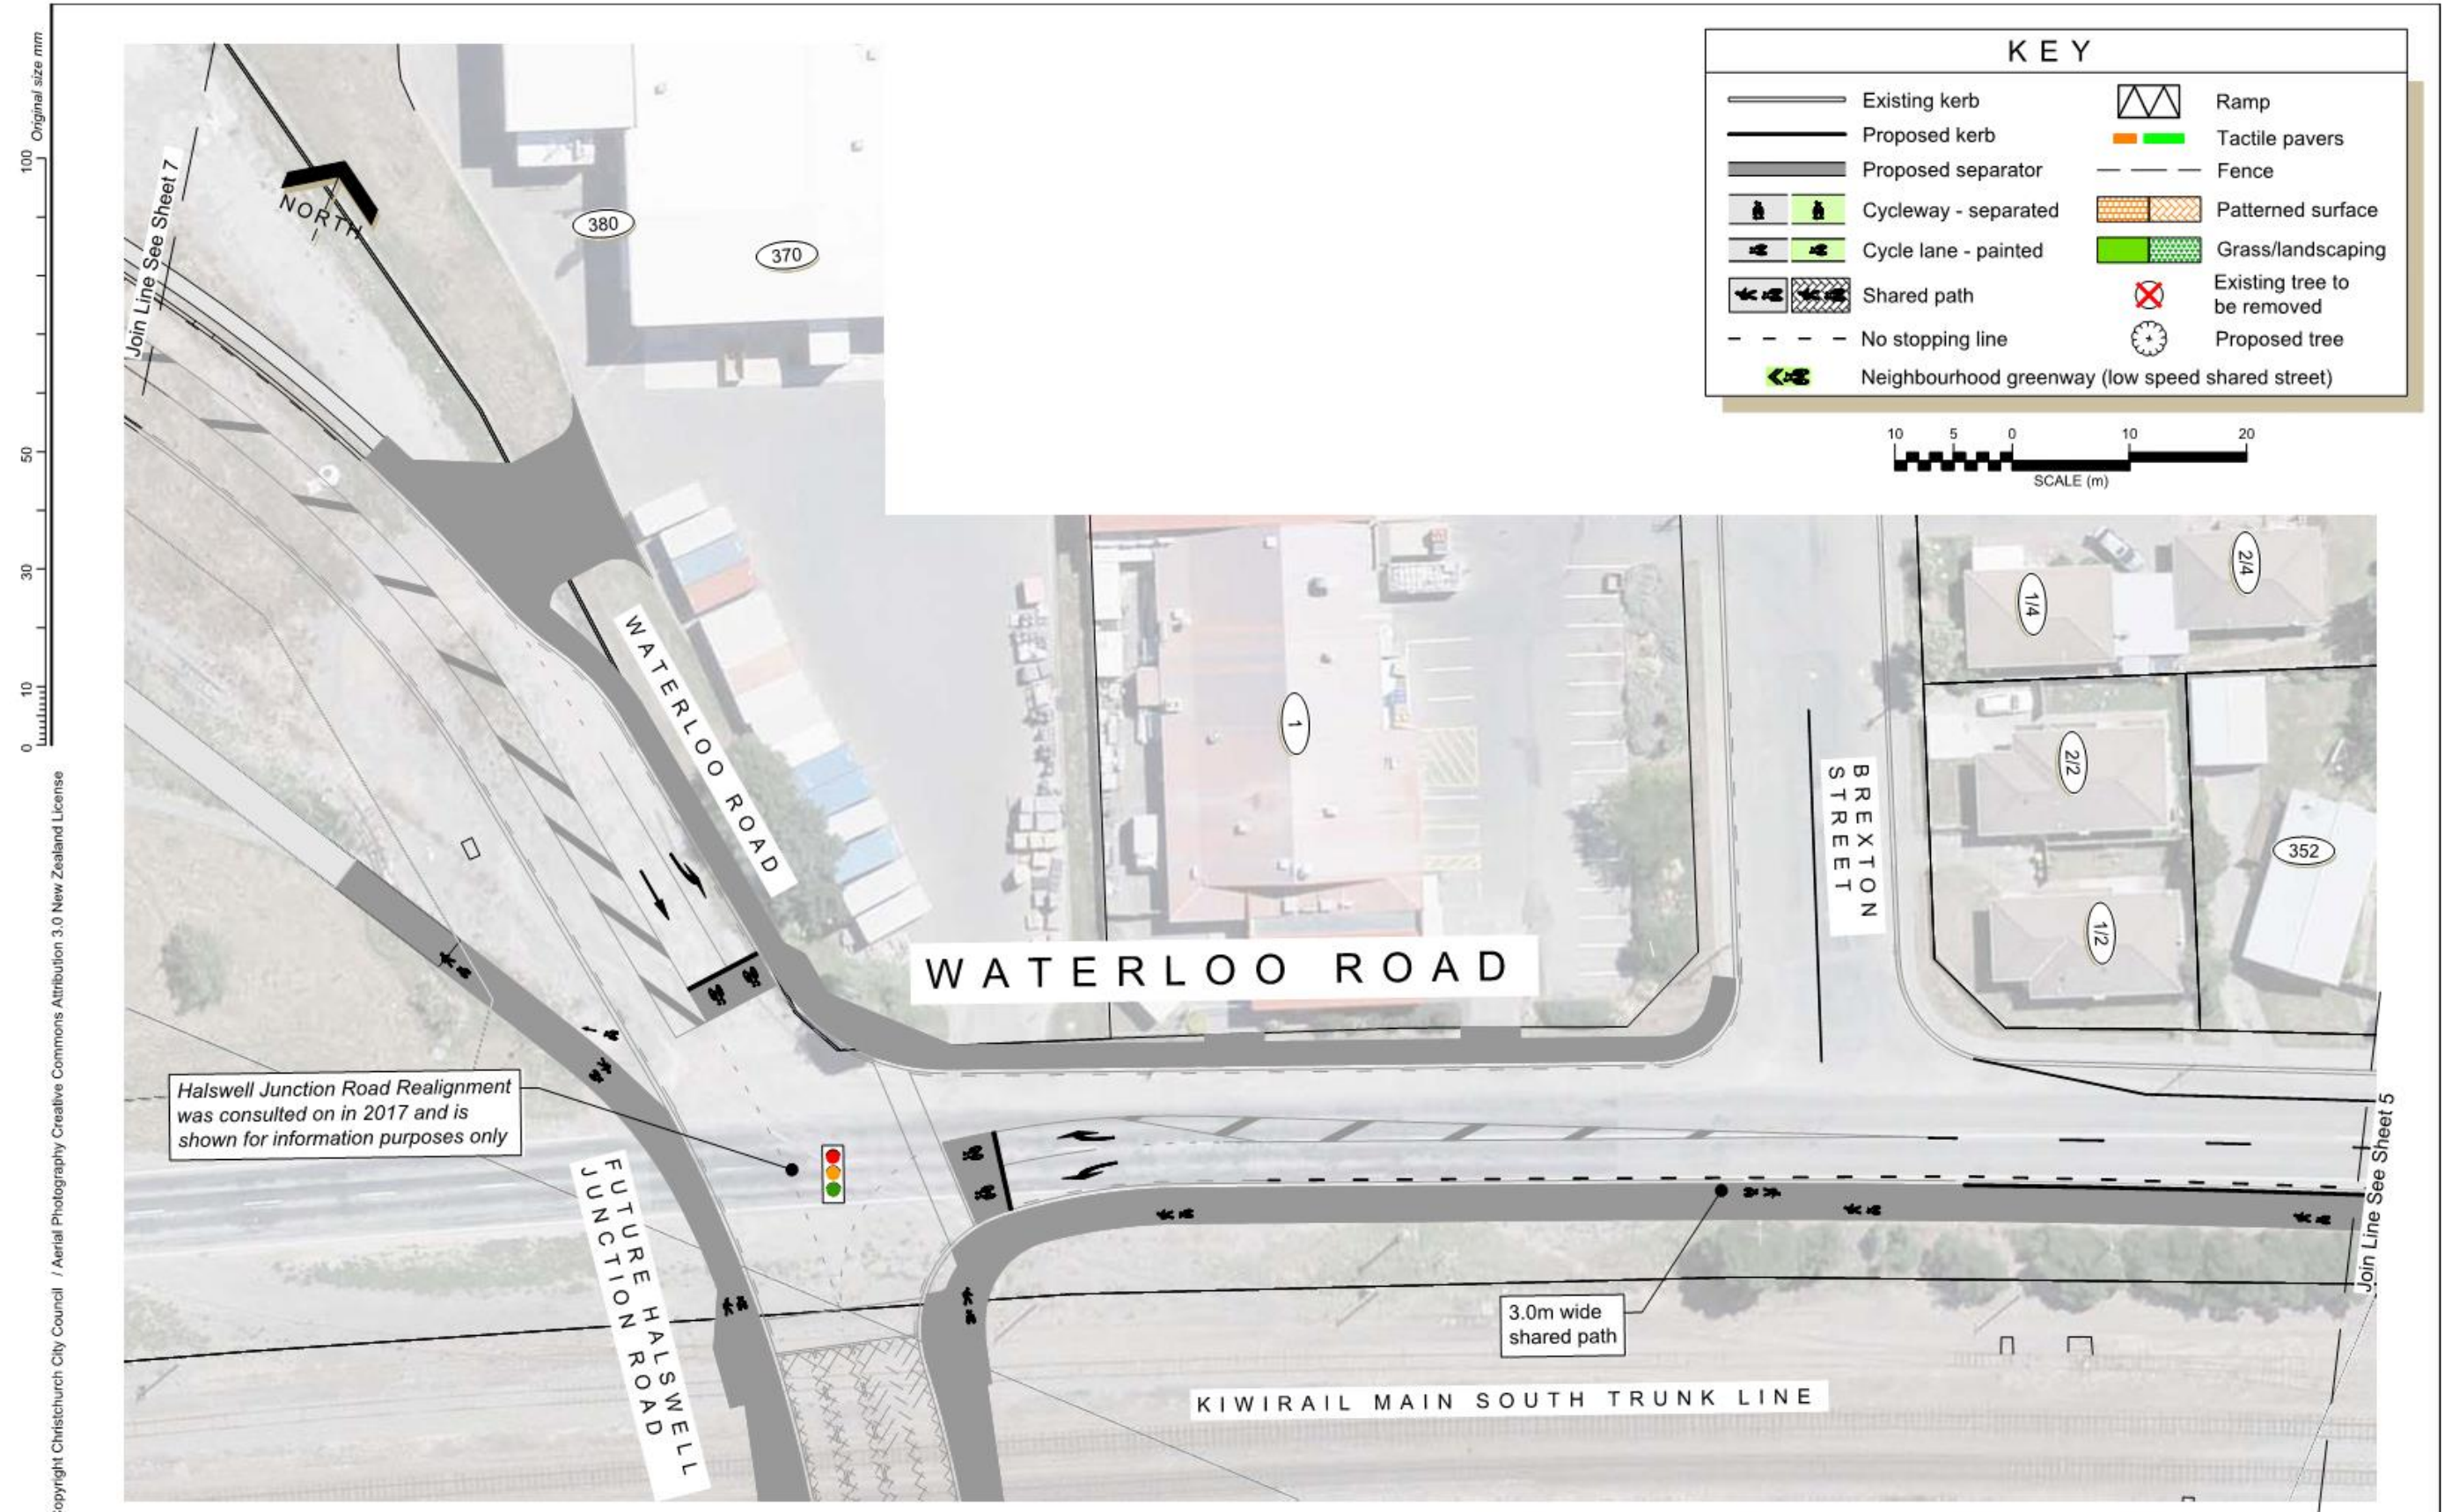 KEY
Existing kerb
Proposed kerb
Proposed separator
Cycleway - separated
Cycle lane - painted
Shared path
No stopping line
Neighbourhood greenway (low speed shared street)
Ramp
Tactile pavers
Fence
Patterned surface
Grass/landscaping
Existing tree to
be removed
Proposed tree
10 5 0 10 20
SCALE (m)
Original size mm
100
50
30
10
0
Join Line See Sheet 7
NORTH
380
370
WATERLOO ROAD
1
1/4
2/4
2/2
352
1/2
BREXTON
STREET
WATERLOO ROAD
Halswell Junction Road Realignment
was consulted on in 2017 and is
shown for information purposes only
FUTURE HALSWELL
JUNCTION ROAD
3.0m wide
shared path
Join Line See Sheet 5
KIWIRAIL MAIN SOUTH TRUNK LINE
Christchurch City Council / Aerial Photography Creative Commons Attribution 3.0 New Zealand License